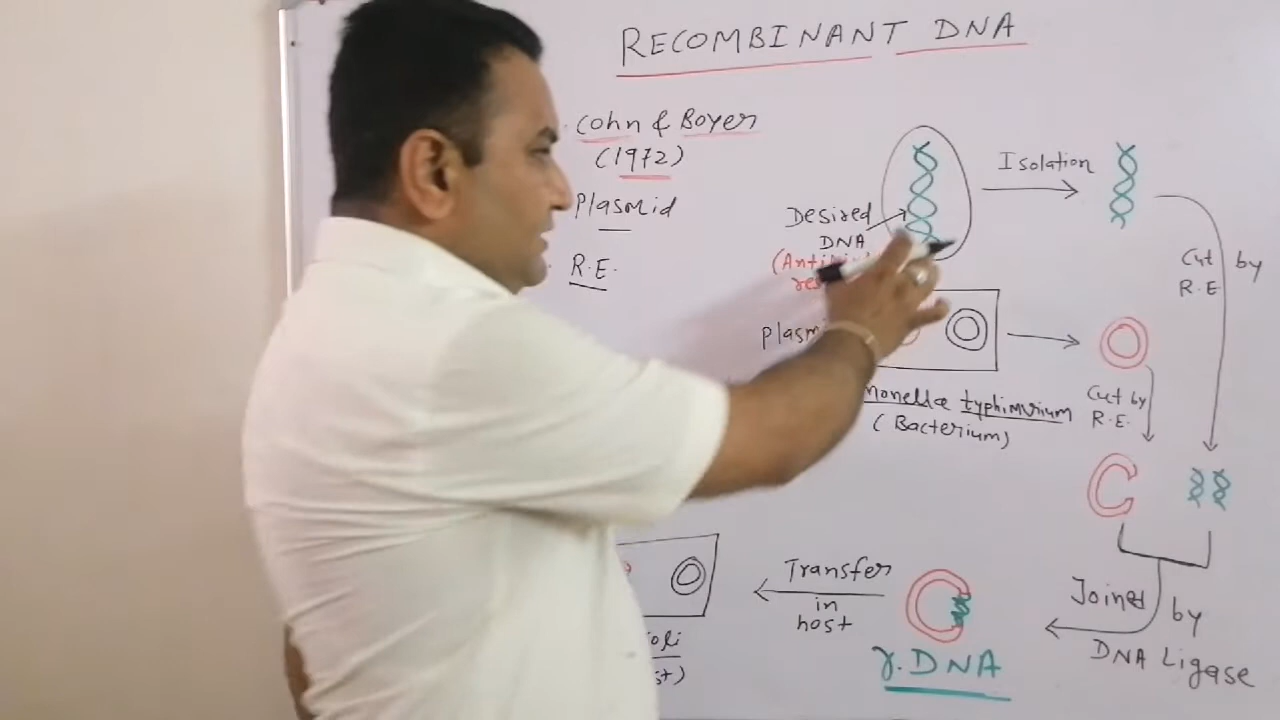 RECOMBINANT DNA
Cohn & Boyer
(1972)
Plasmid
R.E.
Isolation
Desired
DNA
Cut by
R.E
typhimurium
(Bacterium)
Cut by
R.E.
Transfer
in
host
Joined by
DNA Ligase
r.DNA